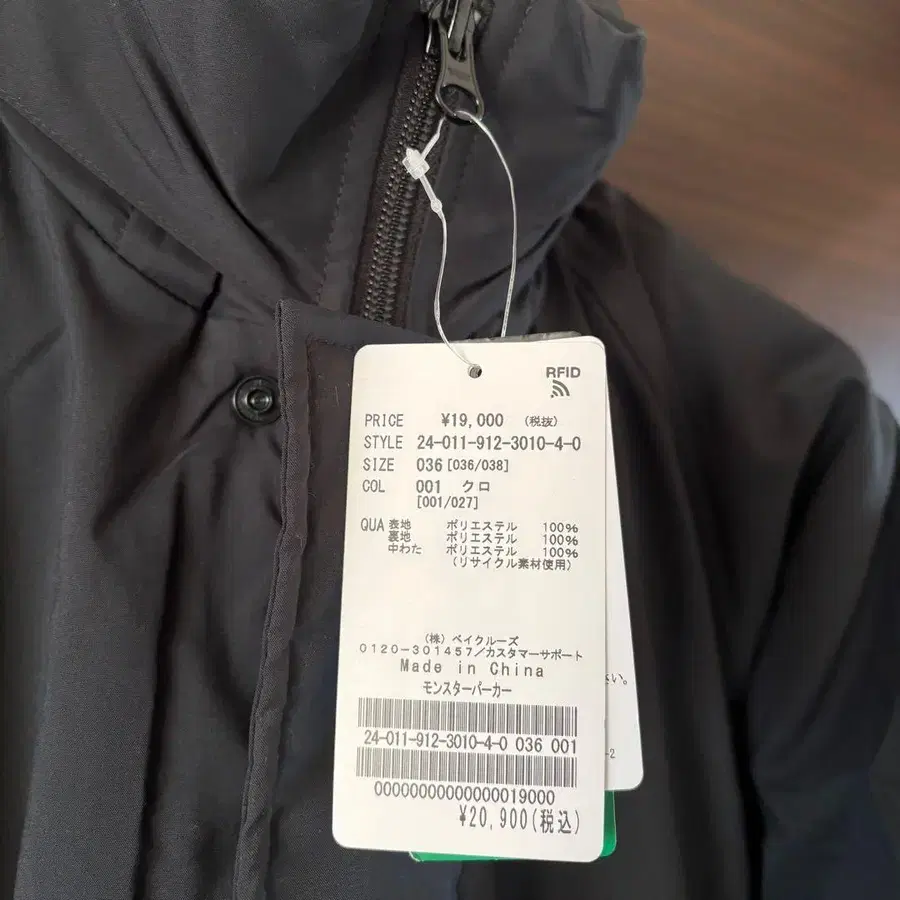 RFID
PRICE ¥19,000 (税抜)
STYLE 24-011-912-3010-4-0
SIZE 036[036/038]
COL 001 クロ
[001/027]
QUA 表地 ポリエステル 100%
裏地 ポリエステル 100%
中わた ポリエステル 100%
(リサイクル素材使用)
(株) ベイクルーズ
0120-301457/カスタマーサポート
Made in China
モンスターパーカー
24-011-912-3010-4-0 036 001
00000000000000019000
¥20,900(税込)
い。
-2